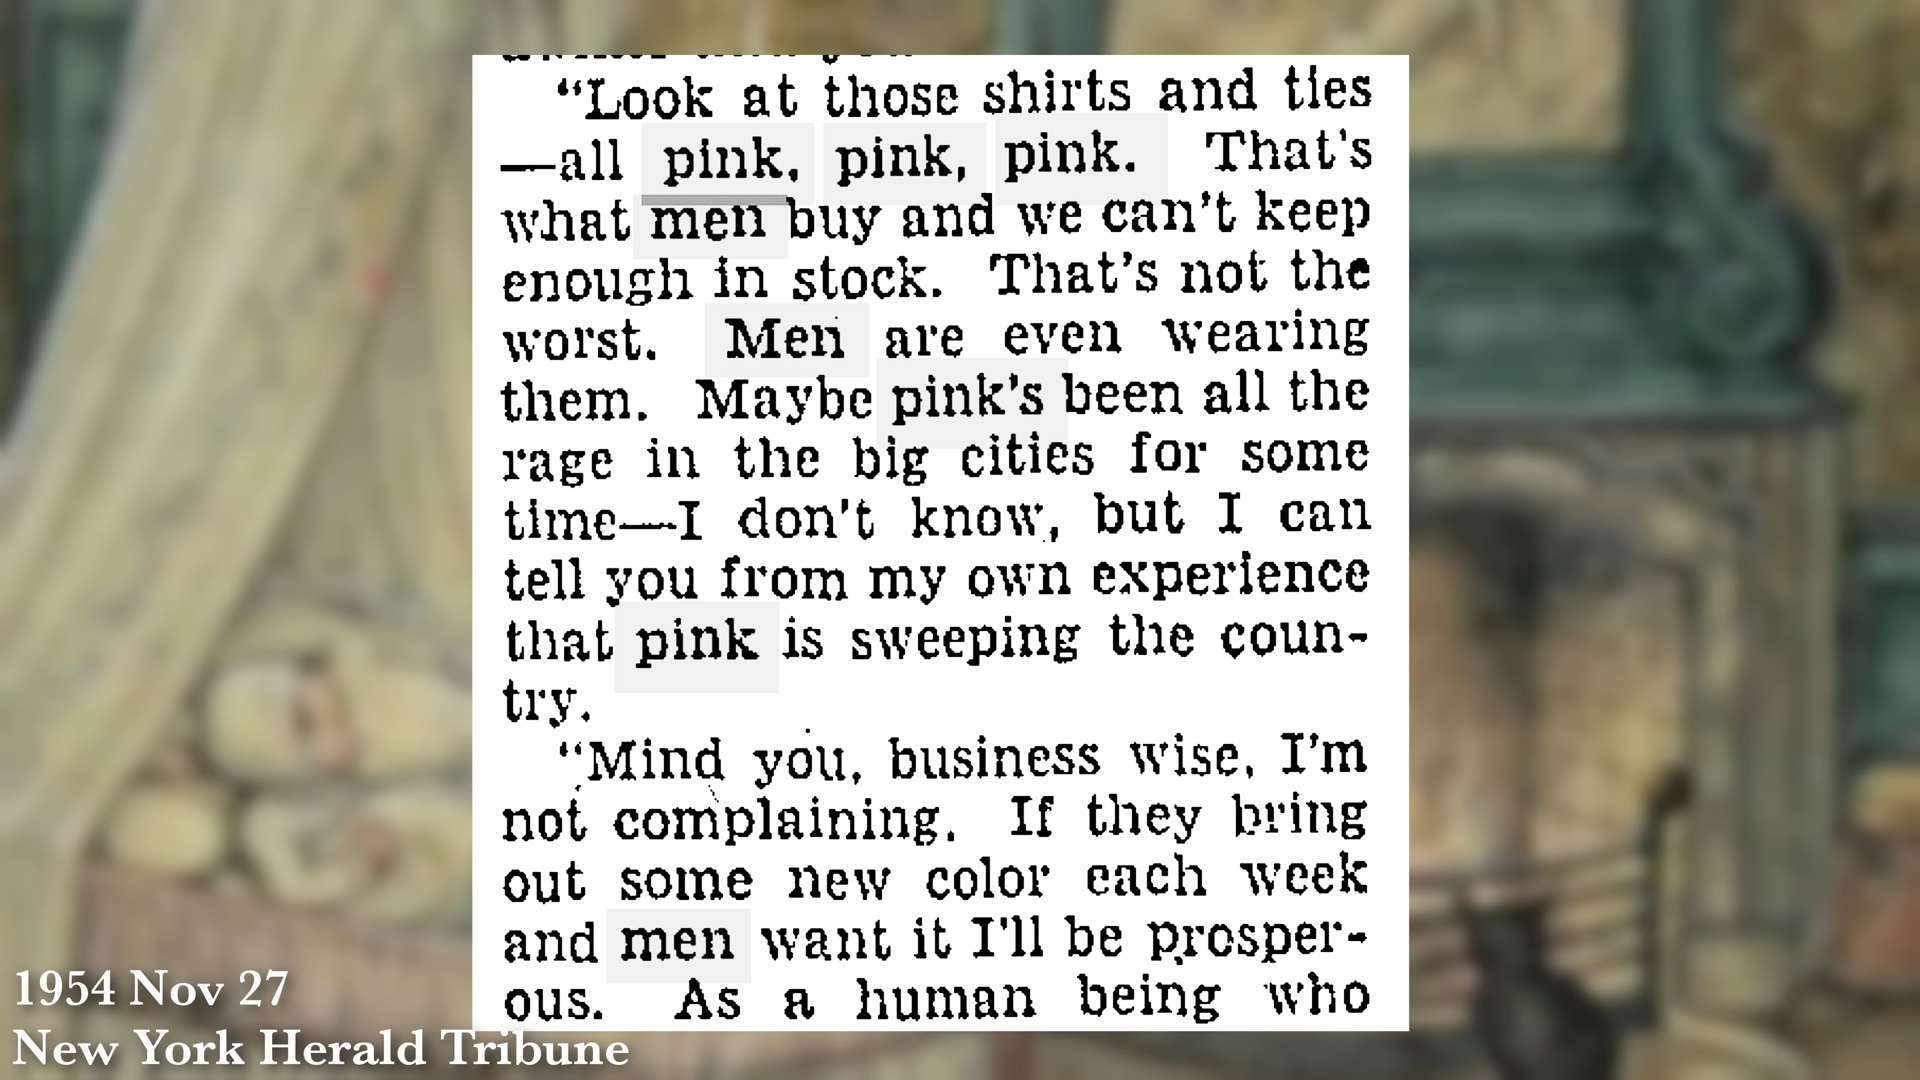 “Look at those shirts and ties
—all pink, pink, pink. That's
what men buy and we can't keep
enough in stock. That's not the
worst. Men are even wearing
them. Maybe pink's been all the
rage in the big cities for some
time—I don't know, but I can
tell you from my own experience
that pink is sweeping the coun-
try.
“Mind you, business wise, I'm
not complaining. If they bring
out some new color each week
and men want it I'll be prosper-
ous. As a human being who
1954 Nov 27
New York Herald Tribune